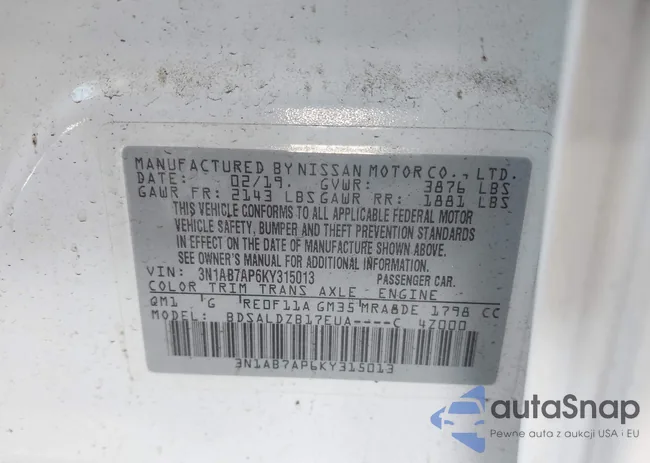 MANUFACTURED BY NISSAN MOTOR CO., LTD.
DATE: 02/19. GVWR: 3876 LBS
GAWR FR: 2143 LBS GAWR RR: 1881 LBS
THIS VEHICLE CONFORMS TO ALL APPLICABLE FEDERAL MOTOR
VEHICLE SAFETY, BUMPER AND THEFT PREVENTION STANDARDS
IN EFFECT ON THE DATE OF MANUFACTURE SHOWN ABOVE.
SEE OWNER'S MANUAL FOR ADDITIONAL INFORMATION
VIN: 3N1AB7AP6KY315013 PASSENGER CAR.
COLOR TRIM TRANS AXLE ENGINE
QM1 G RE0F11A GM35 MRA8DE 1798 CC
MODEL: BDSALDZB17EUA----C 4Z000
3N1AB7AP6KY315013
autaSnap
Pewne auta z aukcji USA i EU